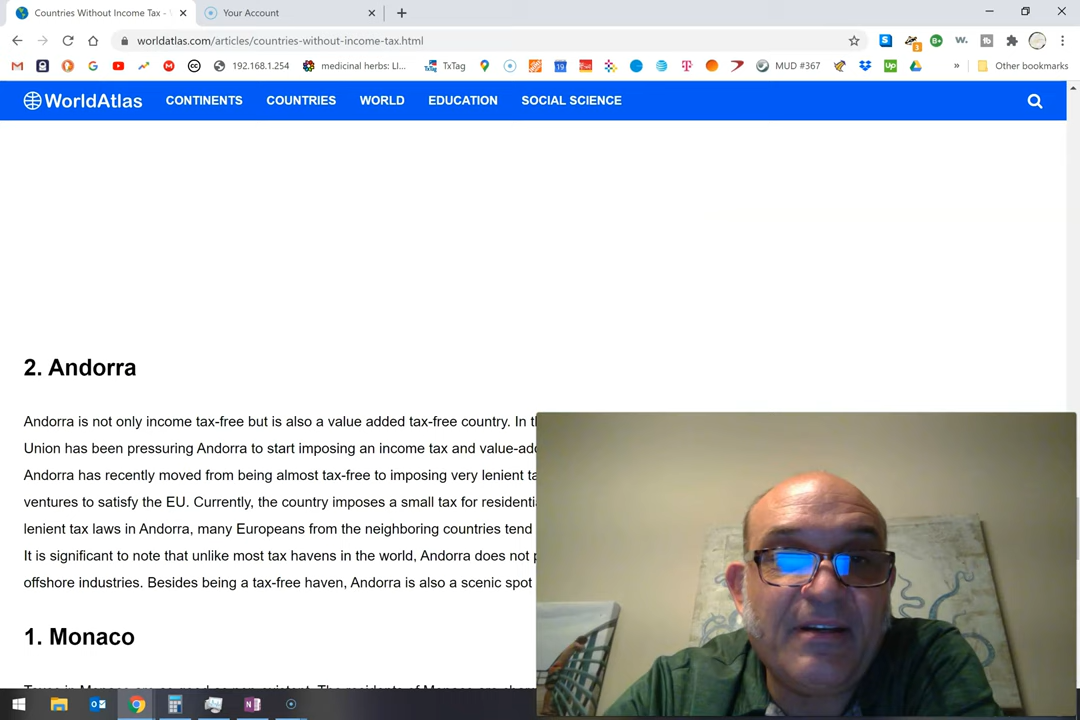 Countries Without Income Tax -
Your Account
worldatlas.com/articles/countries-without-income-tax.html
192.168.1.254
medicinal herbs: LI...
TxTag
MUD #367
Other bookmarks
WorldAtlas
CONTINENTS
COUNTRIES
WORLD
EDUCATION
SOCIAL SCIENCE
2. Andorra
Andorra is not only income tax-free but is also a value added tax-free country. In
Union has been pressuring Andorra to start imposing an income tax and
Andorra has recently moved from being almost tax-free to imposing very lenient
ventures to satisfy the EU. Currently, the country imposes a small tax for
lenient tax laws in Andorra, many Europeans from the neighboring countries tend
It is significant to note that unlike most tax havens in the world, Andorra does not
offshore industries. Besides being a tax-free haven, Andorra is also a scenic spot
1. Monaco